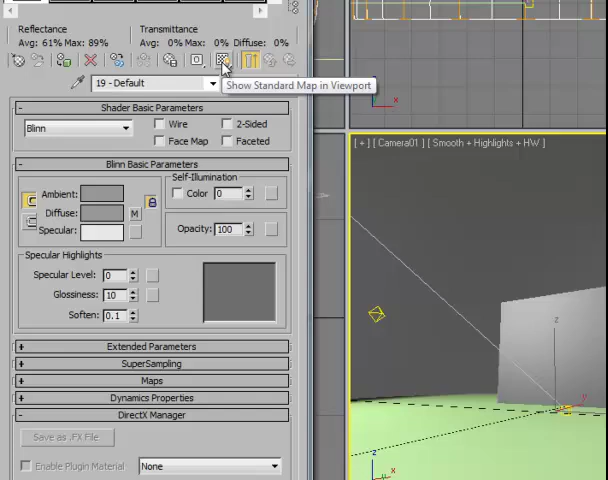 Reflectance
Avg: 61% Max: 89%
Transmittance
Avg: 0% Max: 0% Diffuse: 0%
19 - Default
Show Standard Map in Viewport
- Shader Basic Parameters
Blinn
Wire
2-Sided
Face Map
Faceted
- Blinn Basic Parameters
Ambient:
Diffuse: M
Specular:
Self-Illumination
Color 0
Opacity: 100
Specular Highlights
Specular Level: 0
Glossiness: 10
Soften: 0.1
+ Extended Parameters
+ SuperSampling
+ Maps
+ Dynamics Properties
- DirectX Manager
Save as .FX File
Enable Plugin Material
None
x
[ + ] [ Camera01 ] [ Smooth + Highlights + HW ]
z
y
x
z
x